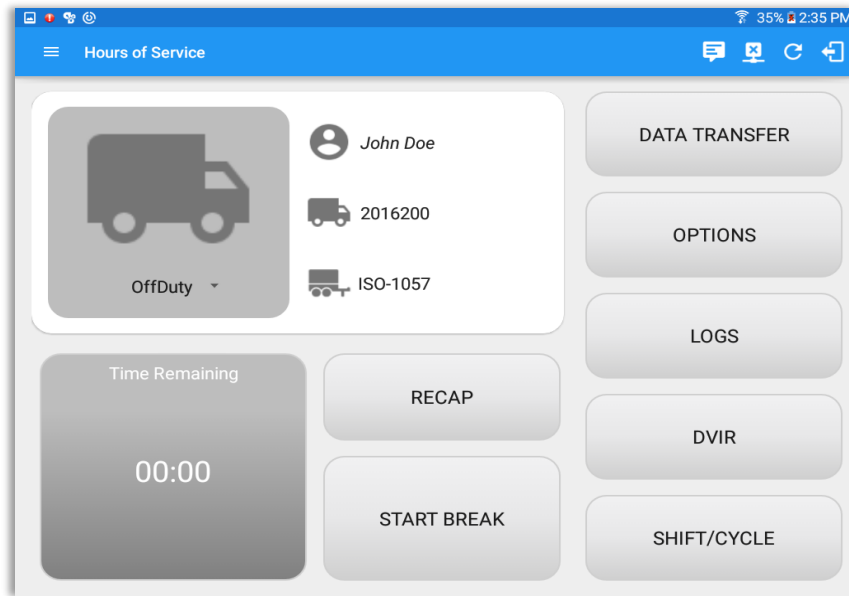 35% 2:35 PM
Hours of Service
John Doe
2016200
ISO-1057
OffDuty
DATA TRANSFER
OPTIONS
LOGS
DVIR
SHIFT/CYCLE
Time Remaining
00:00
RECAP
START BREAK